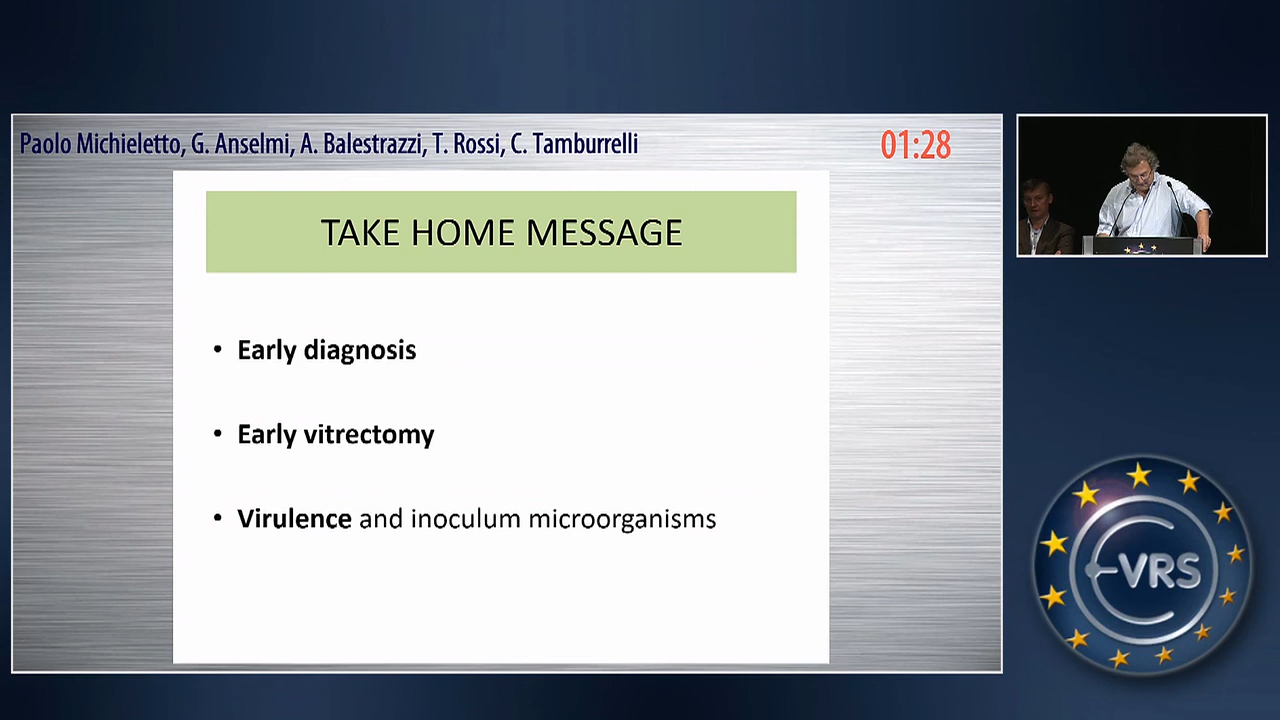 Paolo Michieletto, G. Anselmi, A. Balestrazzi, T. Rossi, C. Tamburrelli
01:28
TAKE HOME MESSAGE
• Early diagnosis
• Early vitrectomy
• Virulence and inoculum microorganisms
E-VRS